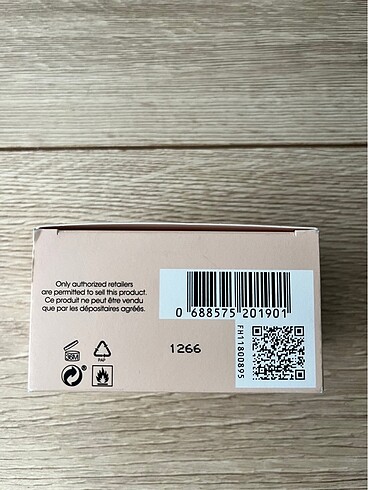 Only authorized retailers
are permitted to sell this product.
Ce produit ne peut être vendu
que par les dépositaires agréés.
0 688575 201901
FH11800895
1266
PAP